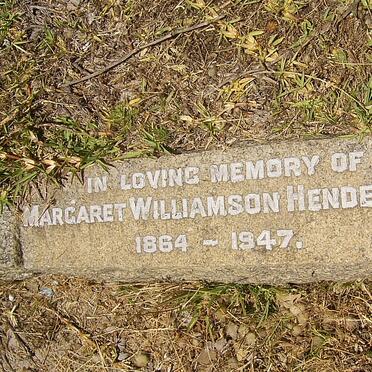 IN LOVING MEMORY OF
MARGARET WILLIAMSON HENDE
1864 ~ 1947.